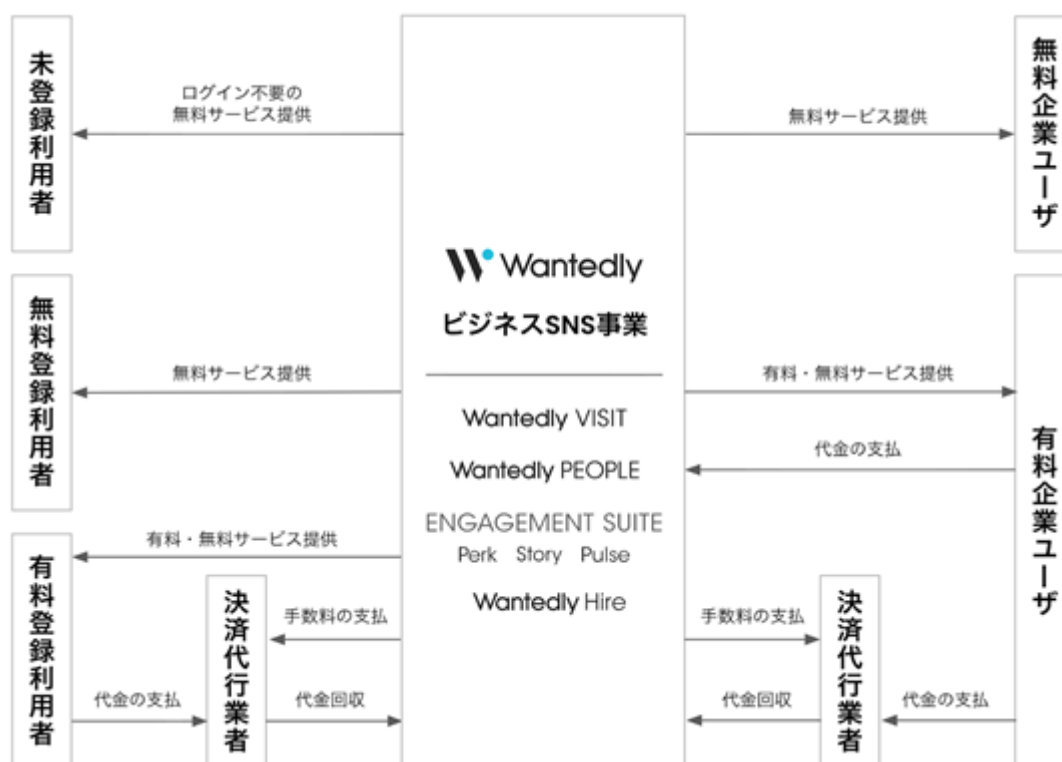 未登録利用者
ログイン不要の
無料サービス提供
無料サービス提供
無料企業ユーザ
Wantedly
ビジネスSNS事業
無料登録利用者
無料サービス提供
有料・無料サービス提供
代金の支払
有料企業ユーザ
Wantedly VISIT
Wantedly PEOPLE
ENGAGEMENT SUITE
Perk Story Pulse
Wantedly Hire
有料登録利用者
有料・無料サービス提供
決済代行業者
手数料の支払
代金の支払
代金回収
手数料の支払
決済代行業者
代金回収
代金の支払